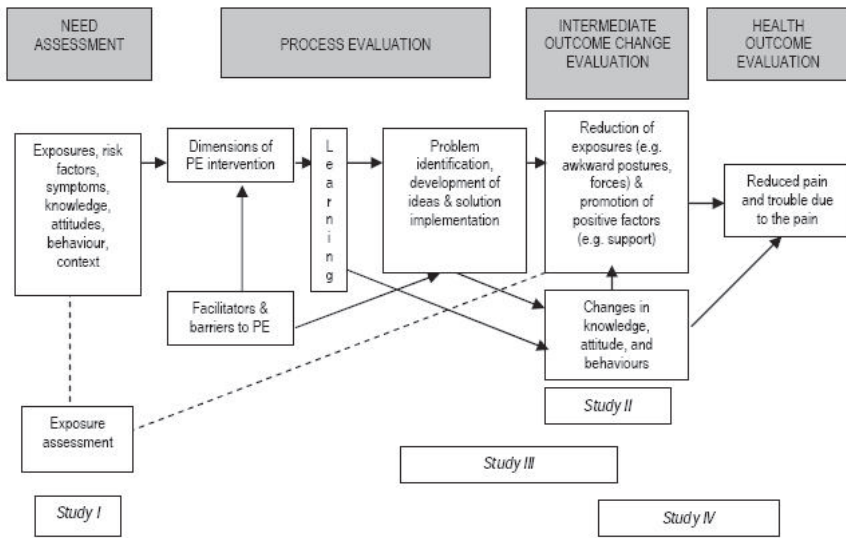 NEED
ASSESSMENT
PROCESS EVALUATION
INTERMEDIATE
OUTCOME CHANGE
EVALUATION
HEALTH
OUTCOME
EVALUATION
Exposures, risk
factors,
symptoms,
knowledge,
attitudes,
behaviour,
context
Dimensions of
PE intervention
L
e
a
r
n
i
n
g
Problem
identification,
development of
ideas & solution
implementation
Reduction of
exposures (e.g.
awkward postures,
forces) &
promotion of
positive factors
(e.g. support)
Reduced pain
and trouble due
to the pain
Facilitators &
barriers to PE
Changes in
knowledge,
attitude, and
behaviours
Exposure
assessment
Study II
Study III
Study I
Study IV